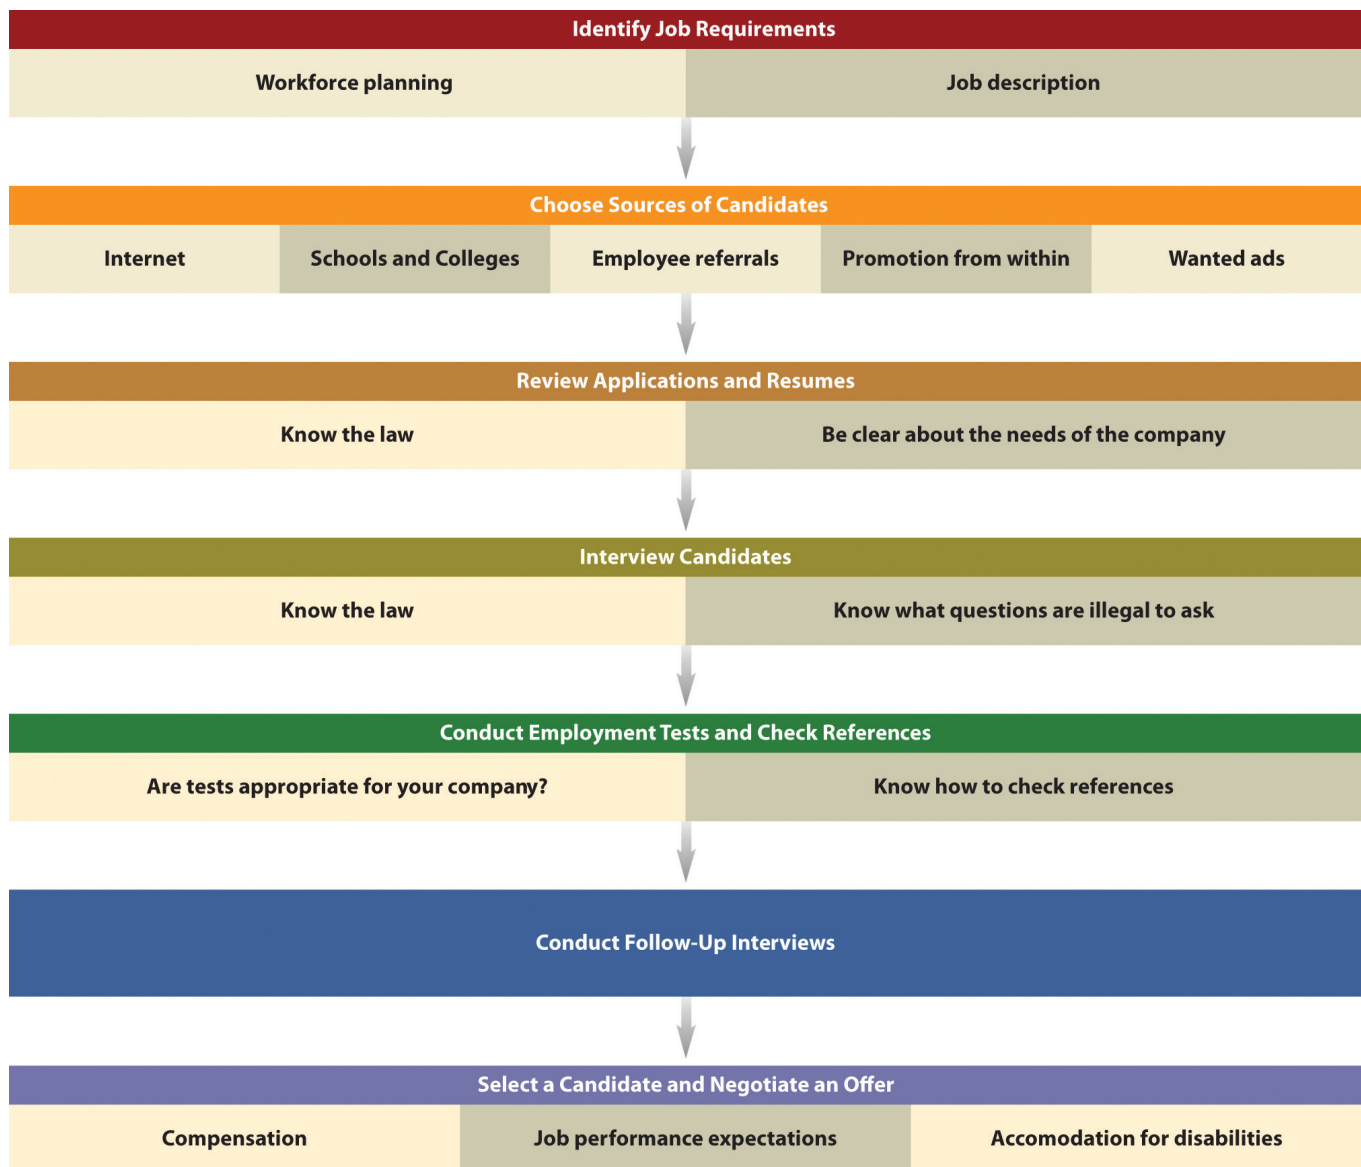 Identify Job Requirements
Workforce planning
Job description
Choose Sources of Candidates
Internet
Schools and Colleges
Employee referrals
Promotion from within
Wanted ads
Review Applications and Resumes
Know the law
Be clear about the needs of the company
Interview Candidates
Know the law
Know what questions are illegal to ask
Conduct Employment Tests and Check References
Are tests appropriate for your company?
Know how to check references
Conduct Follow-Up Interviews
Select a Candidate and Negotiate an Offer
Compensation
Job performance expectations
Accomodation for disabilities